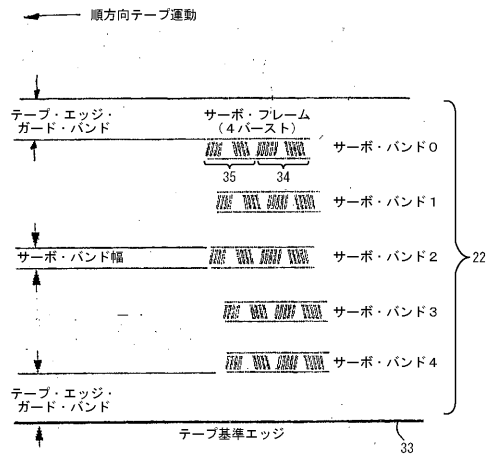 順方向テープ運動
テープ・エッジ・
ガード・バンド
サーボ・フレーム
(4バースト)
サーボ・バンド0
35
34
サーボ・バンド1
サーボ・バンド幅
サーボ・バンド2
22
サーボ・バンド3
サーボ・バンド4
テープ・エッジ・
ガード・バンド
テープ基準エッジ
33